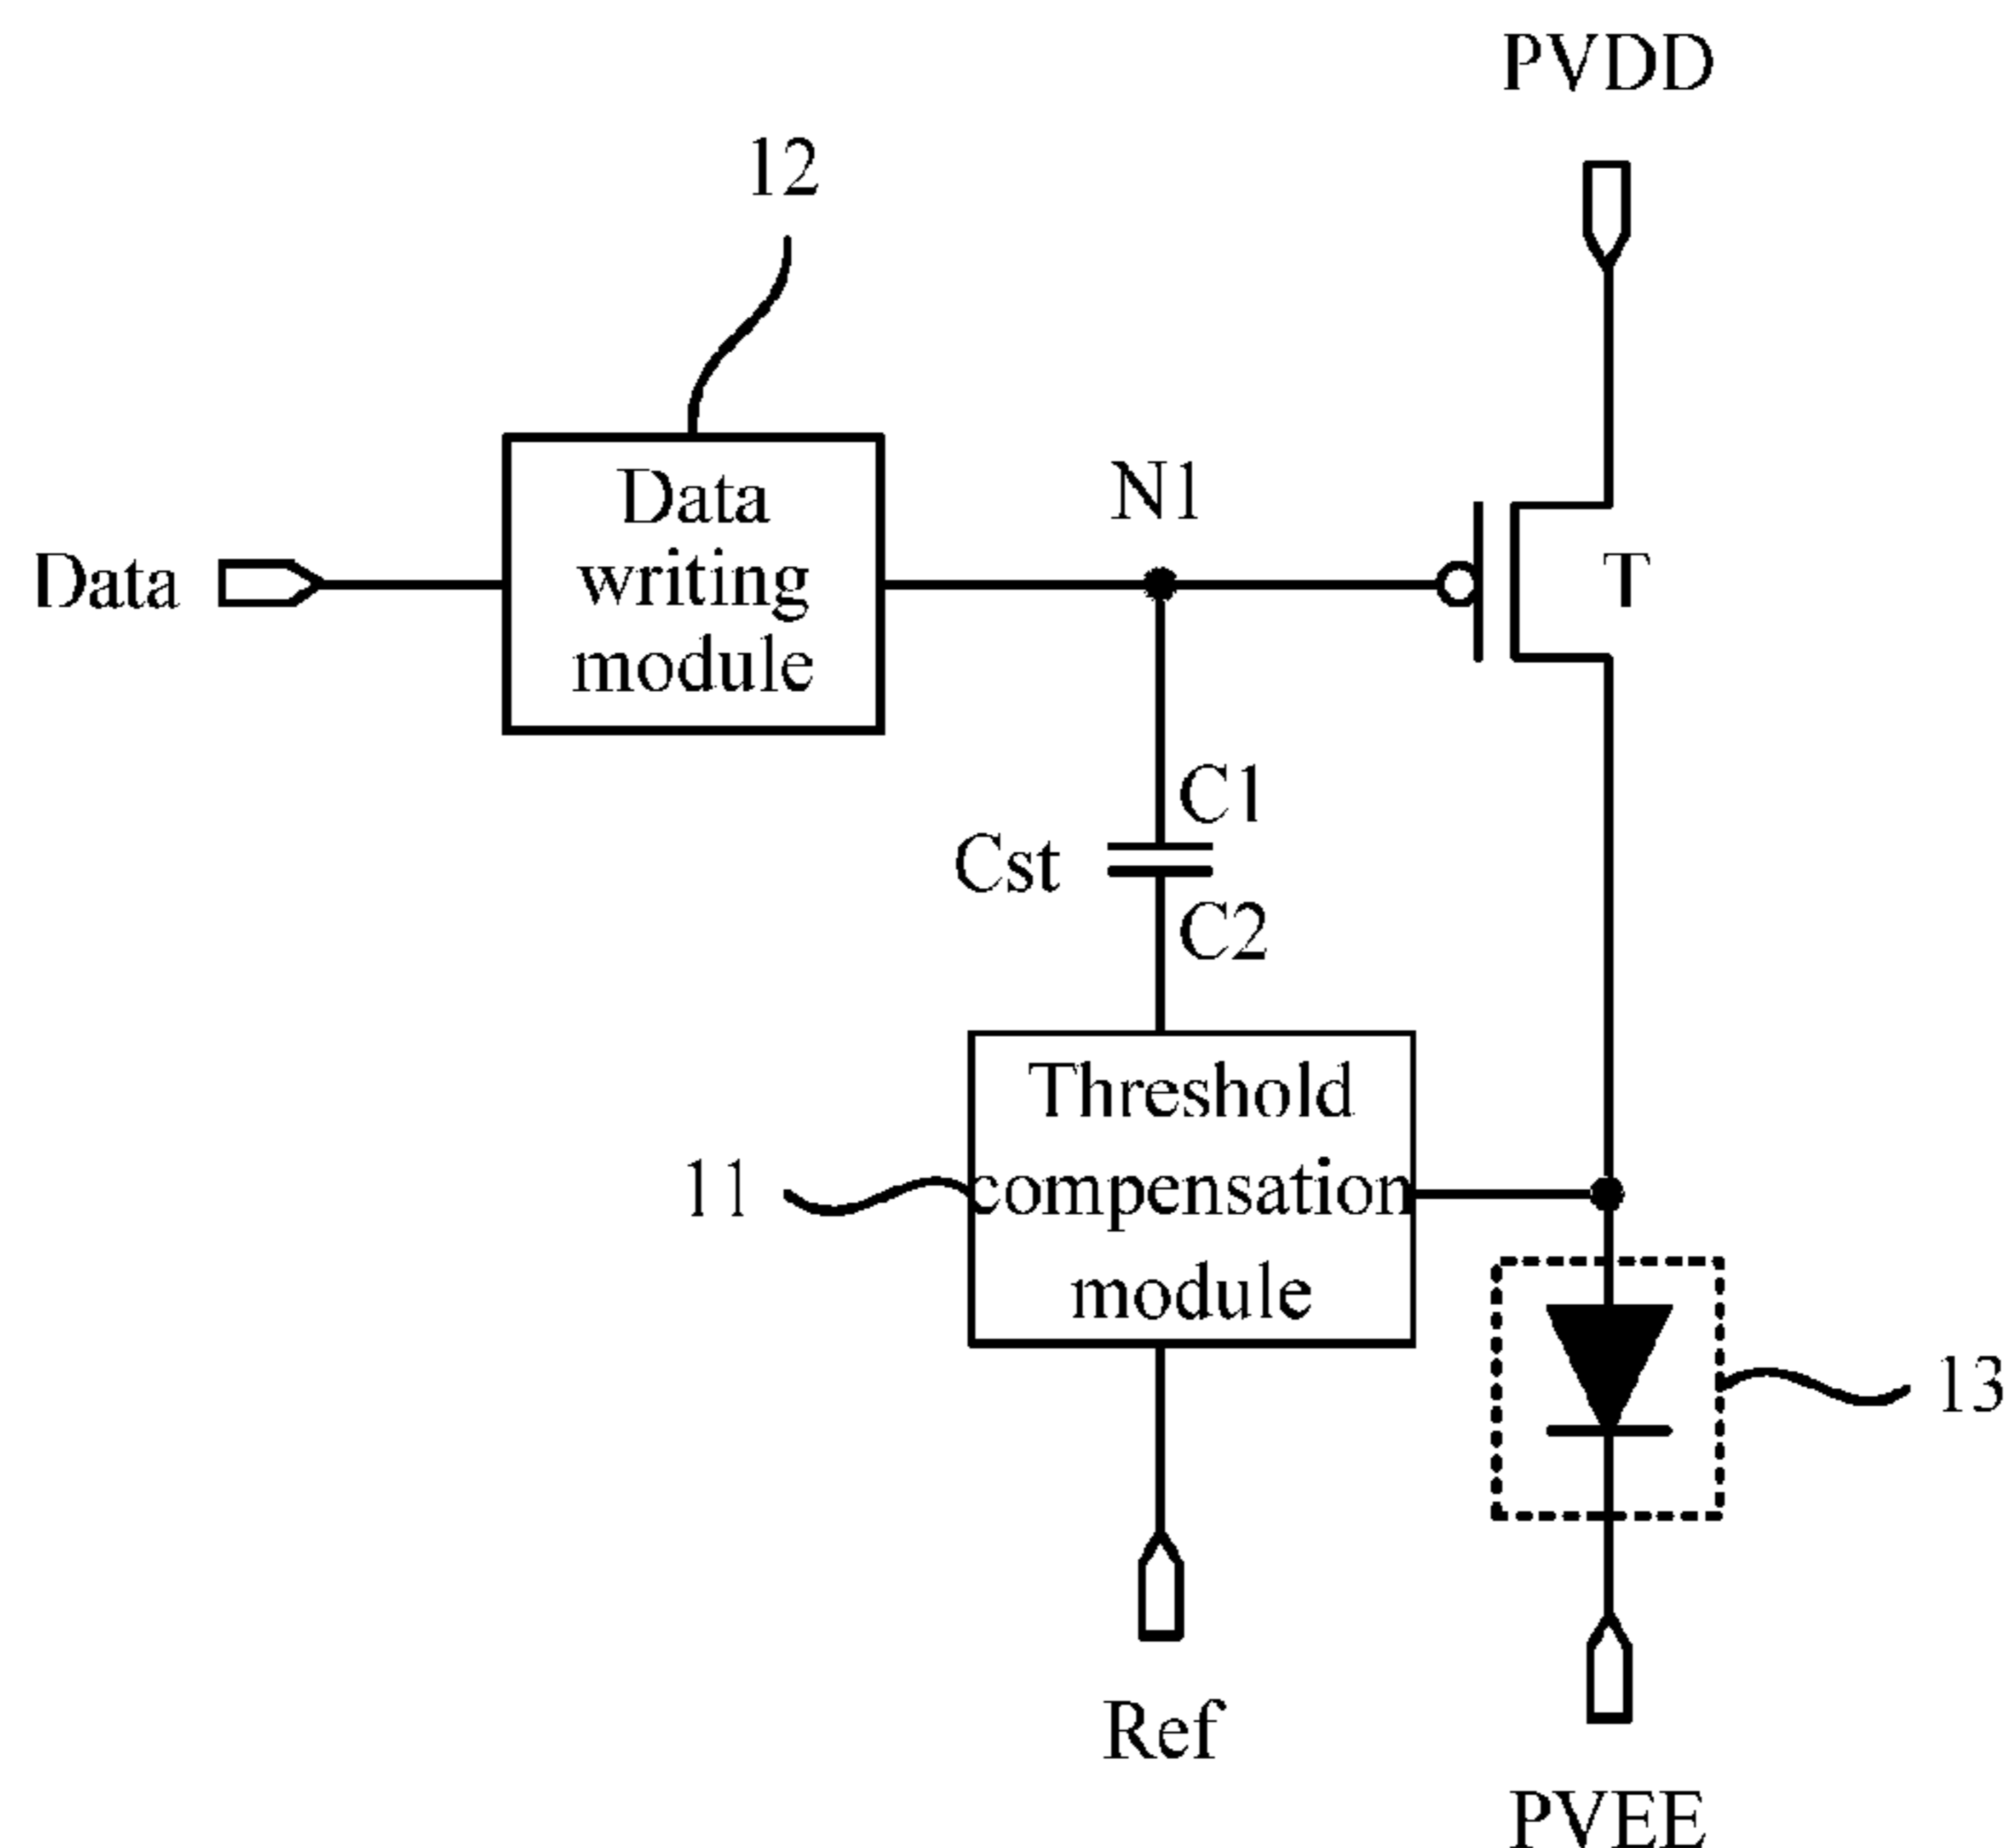 PVDD
12
Data
writing
module
Data
N1
T
C1
Cst
C2
Threshold
compensation
module
11
13
Ref
PVEE